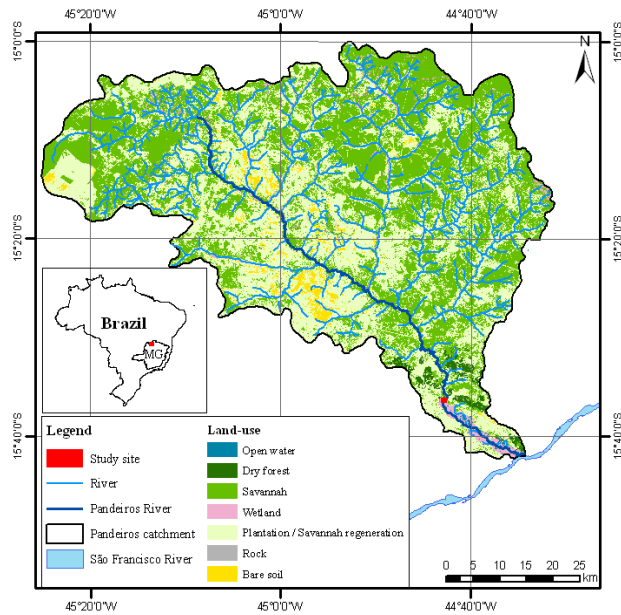 45°20'0"W 45°0'0"W 44°40'0"W
15°0'0"S 15°0'0"S
N
15°20'0"S 15°20'0"S
Brazil
MG
15°40'0"S 15°40'0"S
Legend
Study site
River
Pandeiros River
Pandeiros catchment
São Francisco River
Land-use
Open water
Dry forest
Savannah
Wetland
Plantation / Savannah regeneration
Rock
Bare soil
0 5 10 15 20 25
km
45°20'0"W 45°0'0"W 44°40'0"W